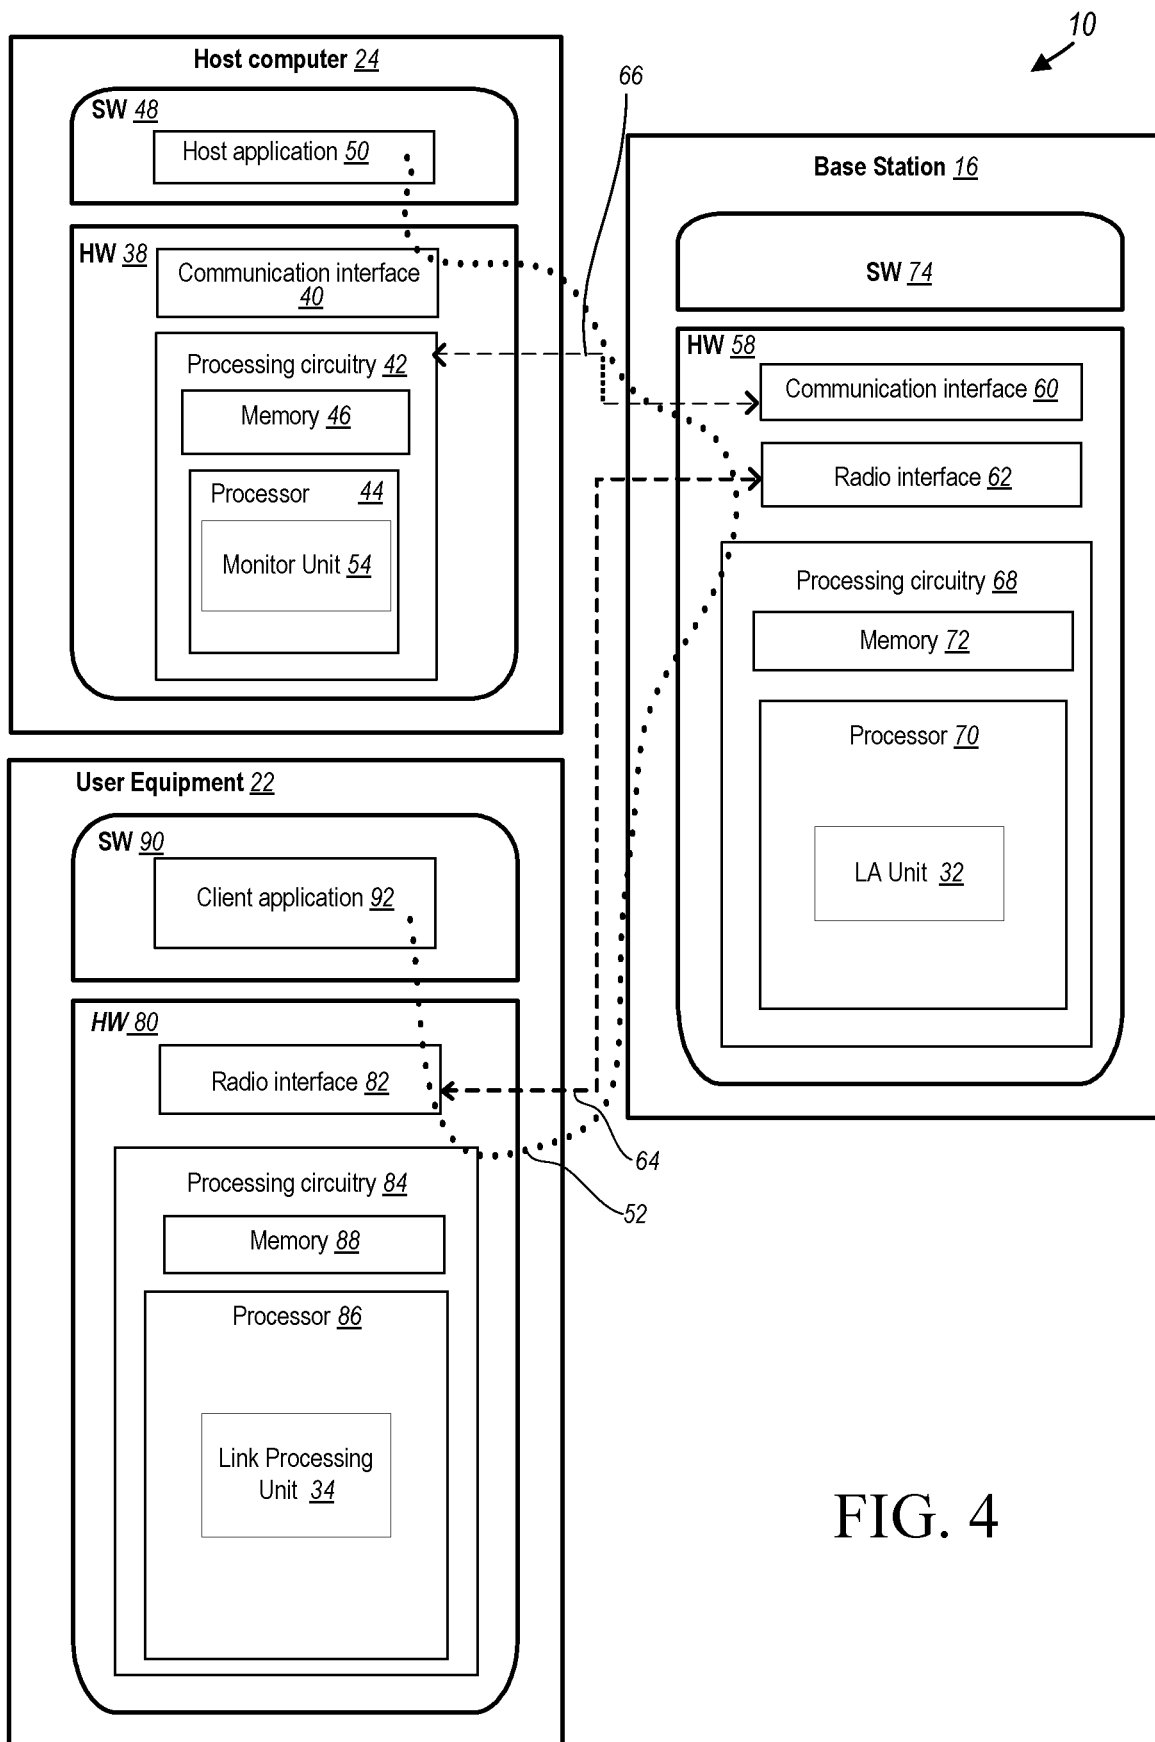 10
Host computer 24
SW 48
Host application 50
HW 38
Communication interface
40
Processing circuitry 42
Memory 46
Processor 44
Monitor Unit 54
66
Base Station 16
SW 74
HW 58
Communication interface 60
Radio interface 62
Processing circuitry 68
Memory 72
Processor 70
LA Unit 32
User Equipment 22
SW 90
Client application 92
HW 80
Radio interface 82
64
52
Processing circuitry 84
Memory 88
Processor 86
Link Processing
Unit 34
FIG. 4